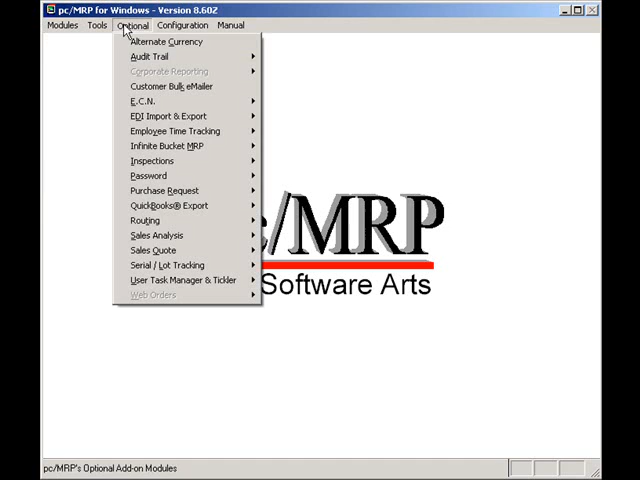 pc/MRP for Windows - Version 8.602
Modules Tools Optional Configuration Manual
Alternate Currency
Audit Trail
Corporate Reporting
Customer Bulk eMailer
E.C.N.
EDI Import & Export
Employee Time Tracking
Infinite Bucket MRP
Inspections
Password
Purchase Request
QuickBooks® Export
Routing
Sales Analysis
Sales Quote
Serial / Lot Tracking
User Task Manager & Tickler
Web Orders
c/MRP
Software Arts
pc/MRP's Optional Add-on Modules